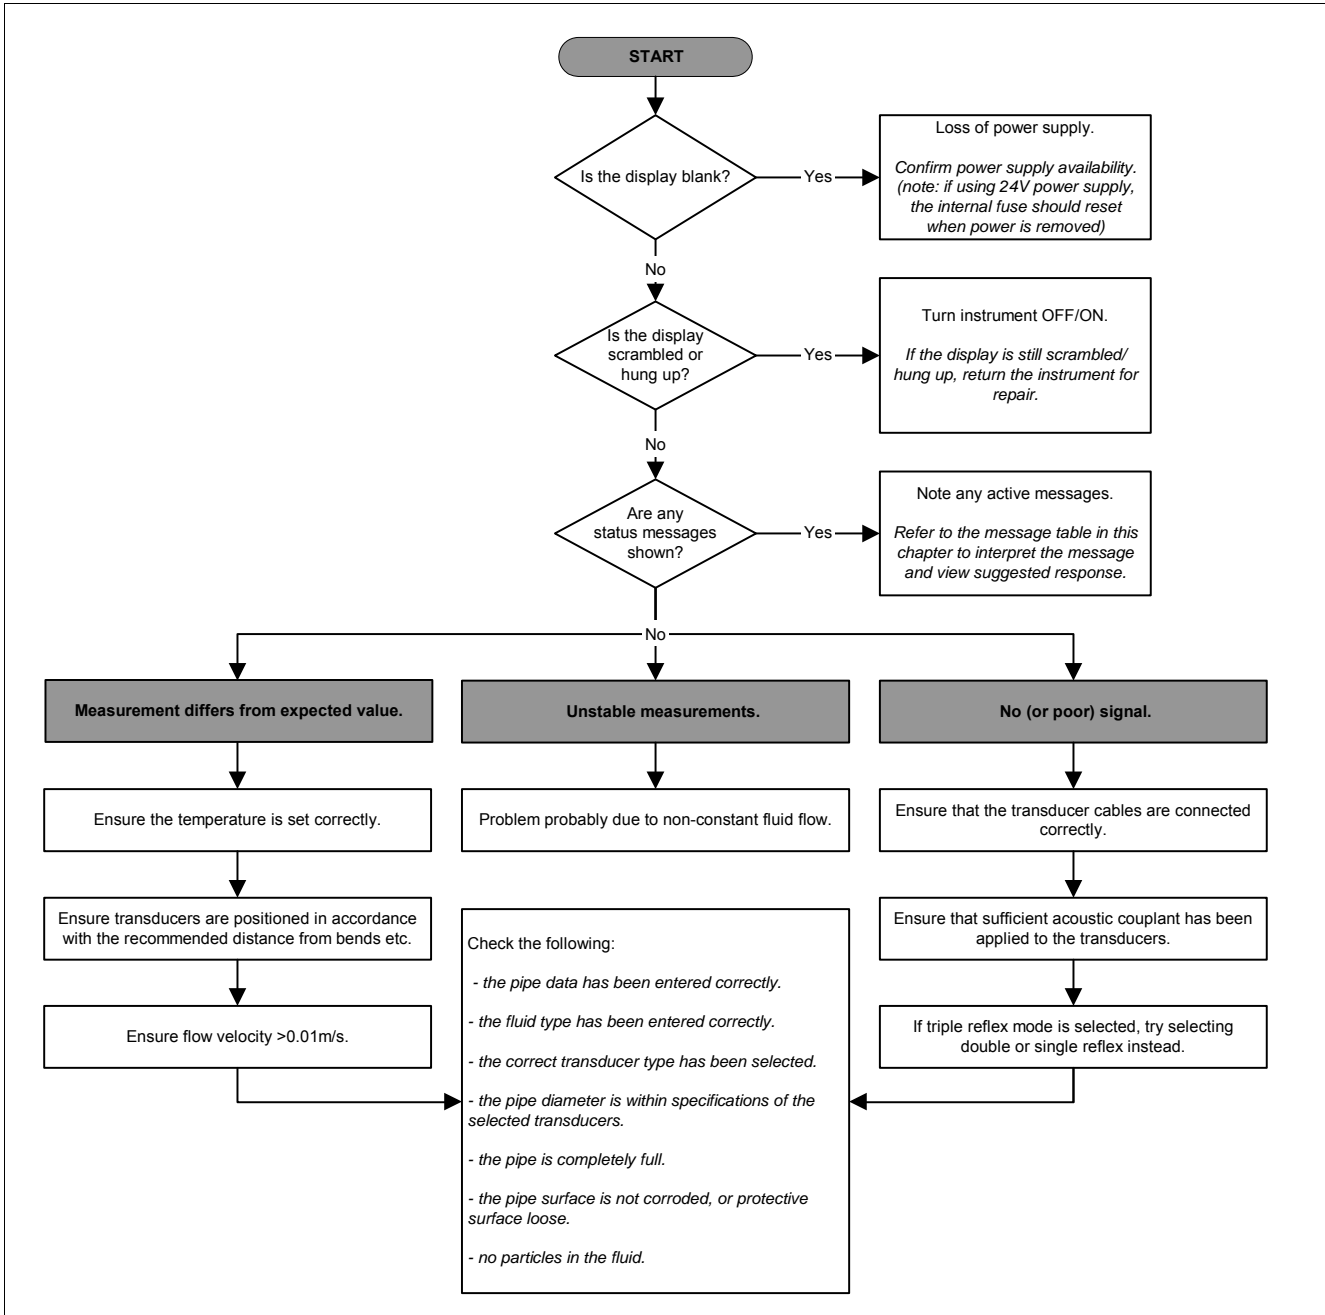 START
Is the display blank?
Yes
Loss of power supply.
Confirm power supply availability.
(note: if using 24V power supply,
the internal fuse should reset
when power is removed)
No
Is the display
scrambled or
hung up?
Yes
Turn instrument OFF/ON.
If the display is still scrambled/
hung up, return the instrument for
repair.
No
Are any
status messages
shown?
Yes
Note any active messages.
Refer to the message table in this
chapter to interpret the message
and view suggested response.
No
Measurement differs from expected value.
Ensure the temperature is set correctly.
Ensure transducers are positioned in accordance
with the recommended distance from bends etc.
Ensure flow velocity >0.01m/s.
Unstable measurements.
Problem probably due to non-constant fluid flow.
Check the following:
- the pipe data has been entered correctly.
- the fluid type has been entered correctly.
- the correct transducer type has been selected.
- the pipe diameter is within specifications of the
selected transducers.
- the pipe is completely full.
- the pipe surface is not corroded, or protective
surface loose.
- no particles in the fluid.
No (or poor) signal.
Ensure that the transducer cables are connected
correctly.
Ensure that sufficient acoustic couplant has been
applied to the transducers.
If triple reflex mode is selected, try selecting
double or single reflex instead.